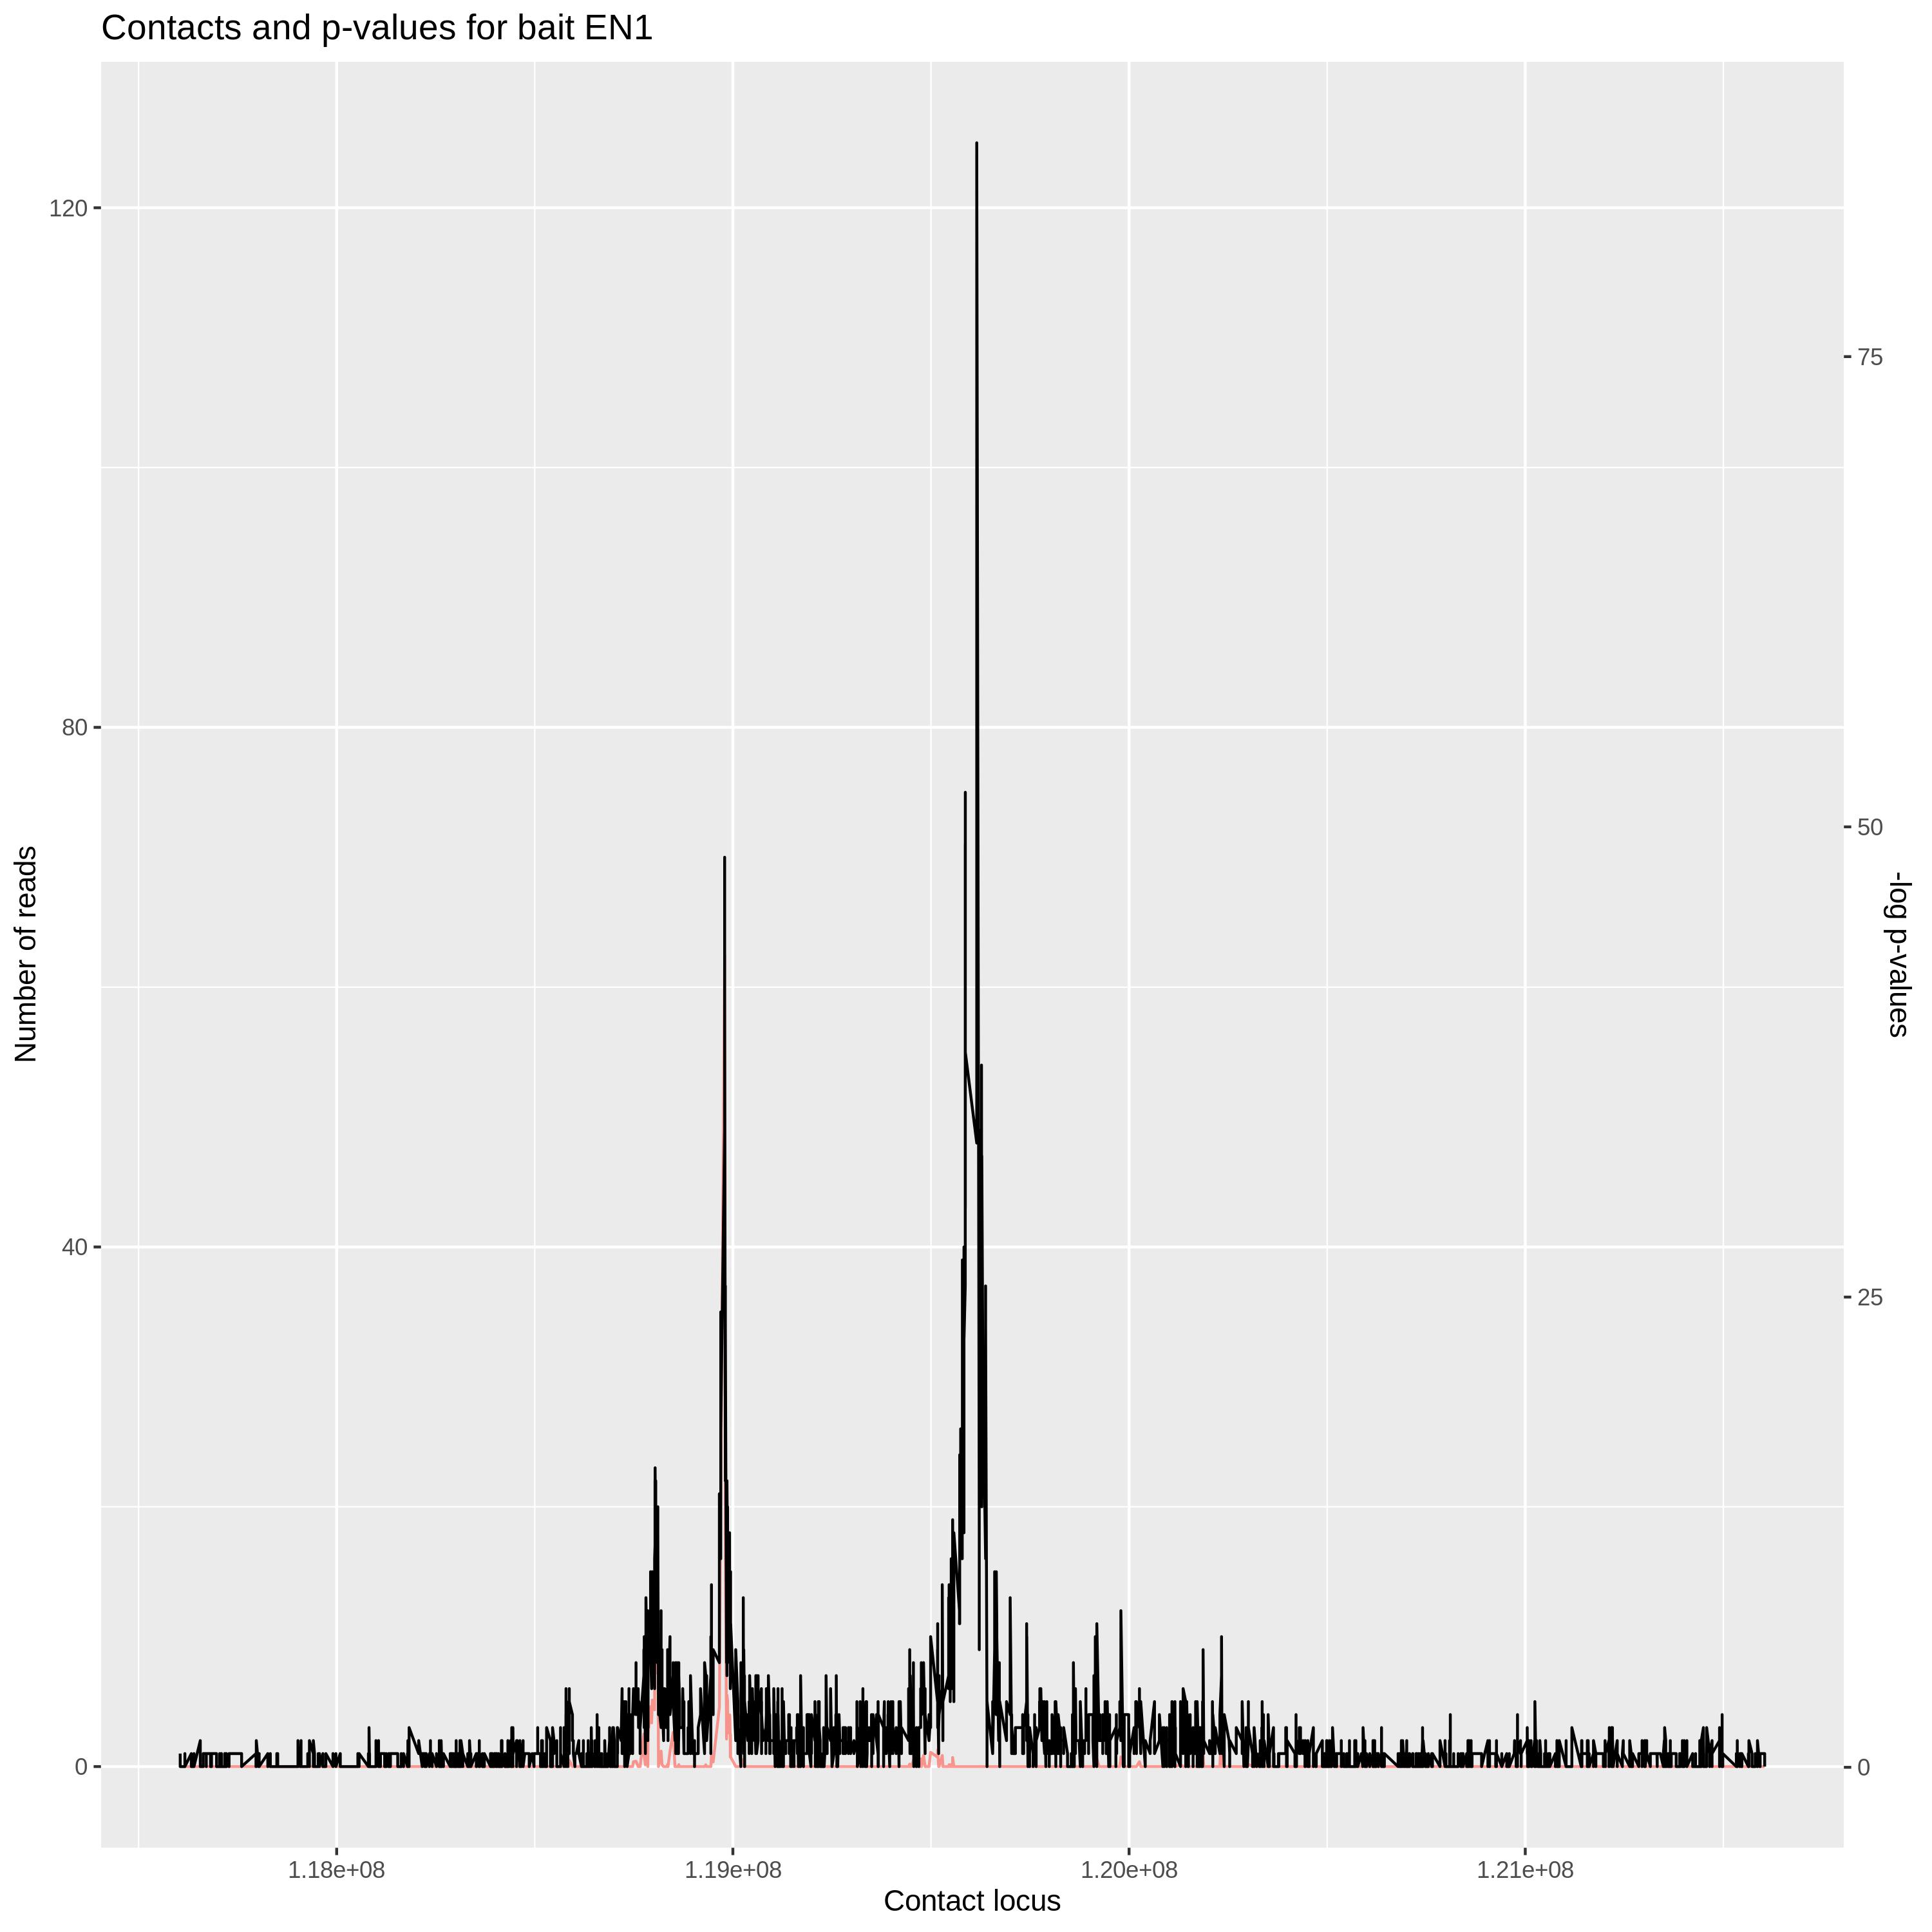 Contacts and p-values for bait EN1
120
80
40
0
Number of reads
75
50
25
0
-log p-values
1.18e+08
1.19e+08
1.20e+08
1.21e+08
Contact locus